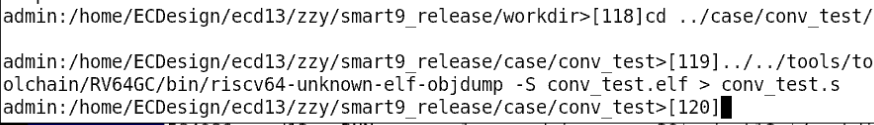 admin:/home/ECDesign/ecd13/zzy/smart9_release/workdir>[118]cd ../case/conv_test/
admin:/home/ECDesign/ecd13/zzy/smart9_release/case/conv_test>[119]../../tools/to
olchain/RV64GC/bin/riscv64-unknown-elf-objdump -S conv_test.elf > conv_test.s
admin:/home/ECDesign/ecd13/zzy/smart9_release/case/conv_test>[120]